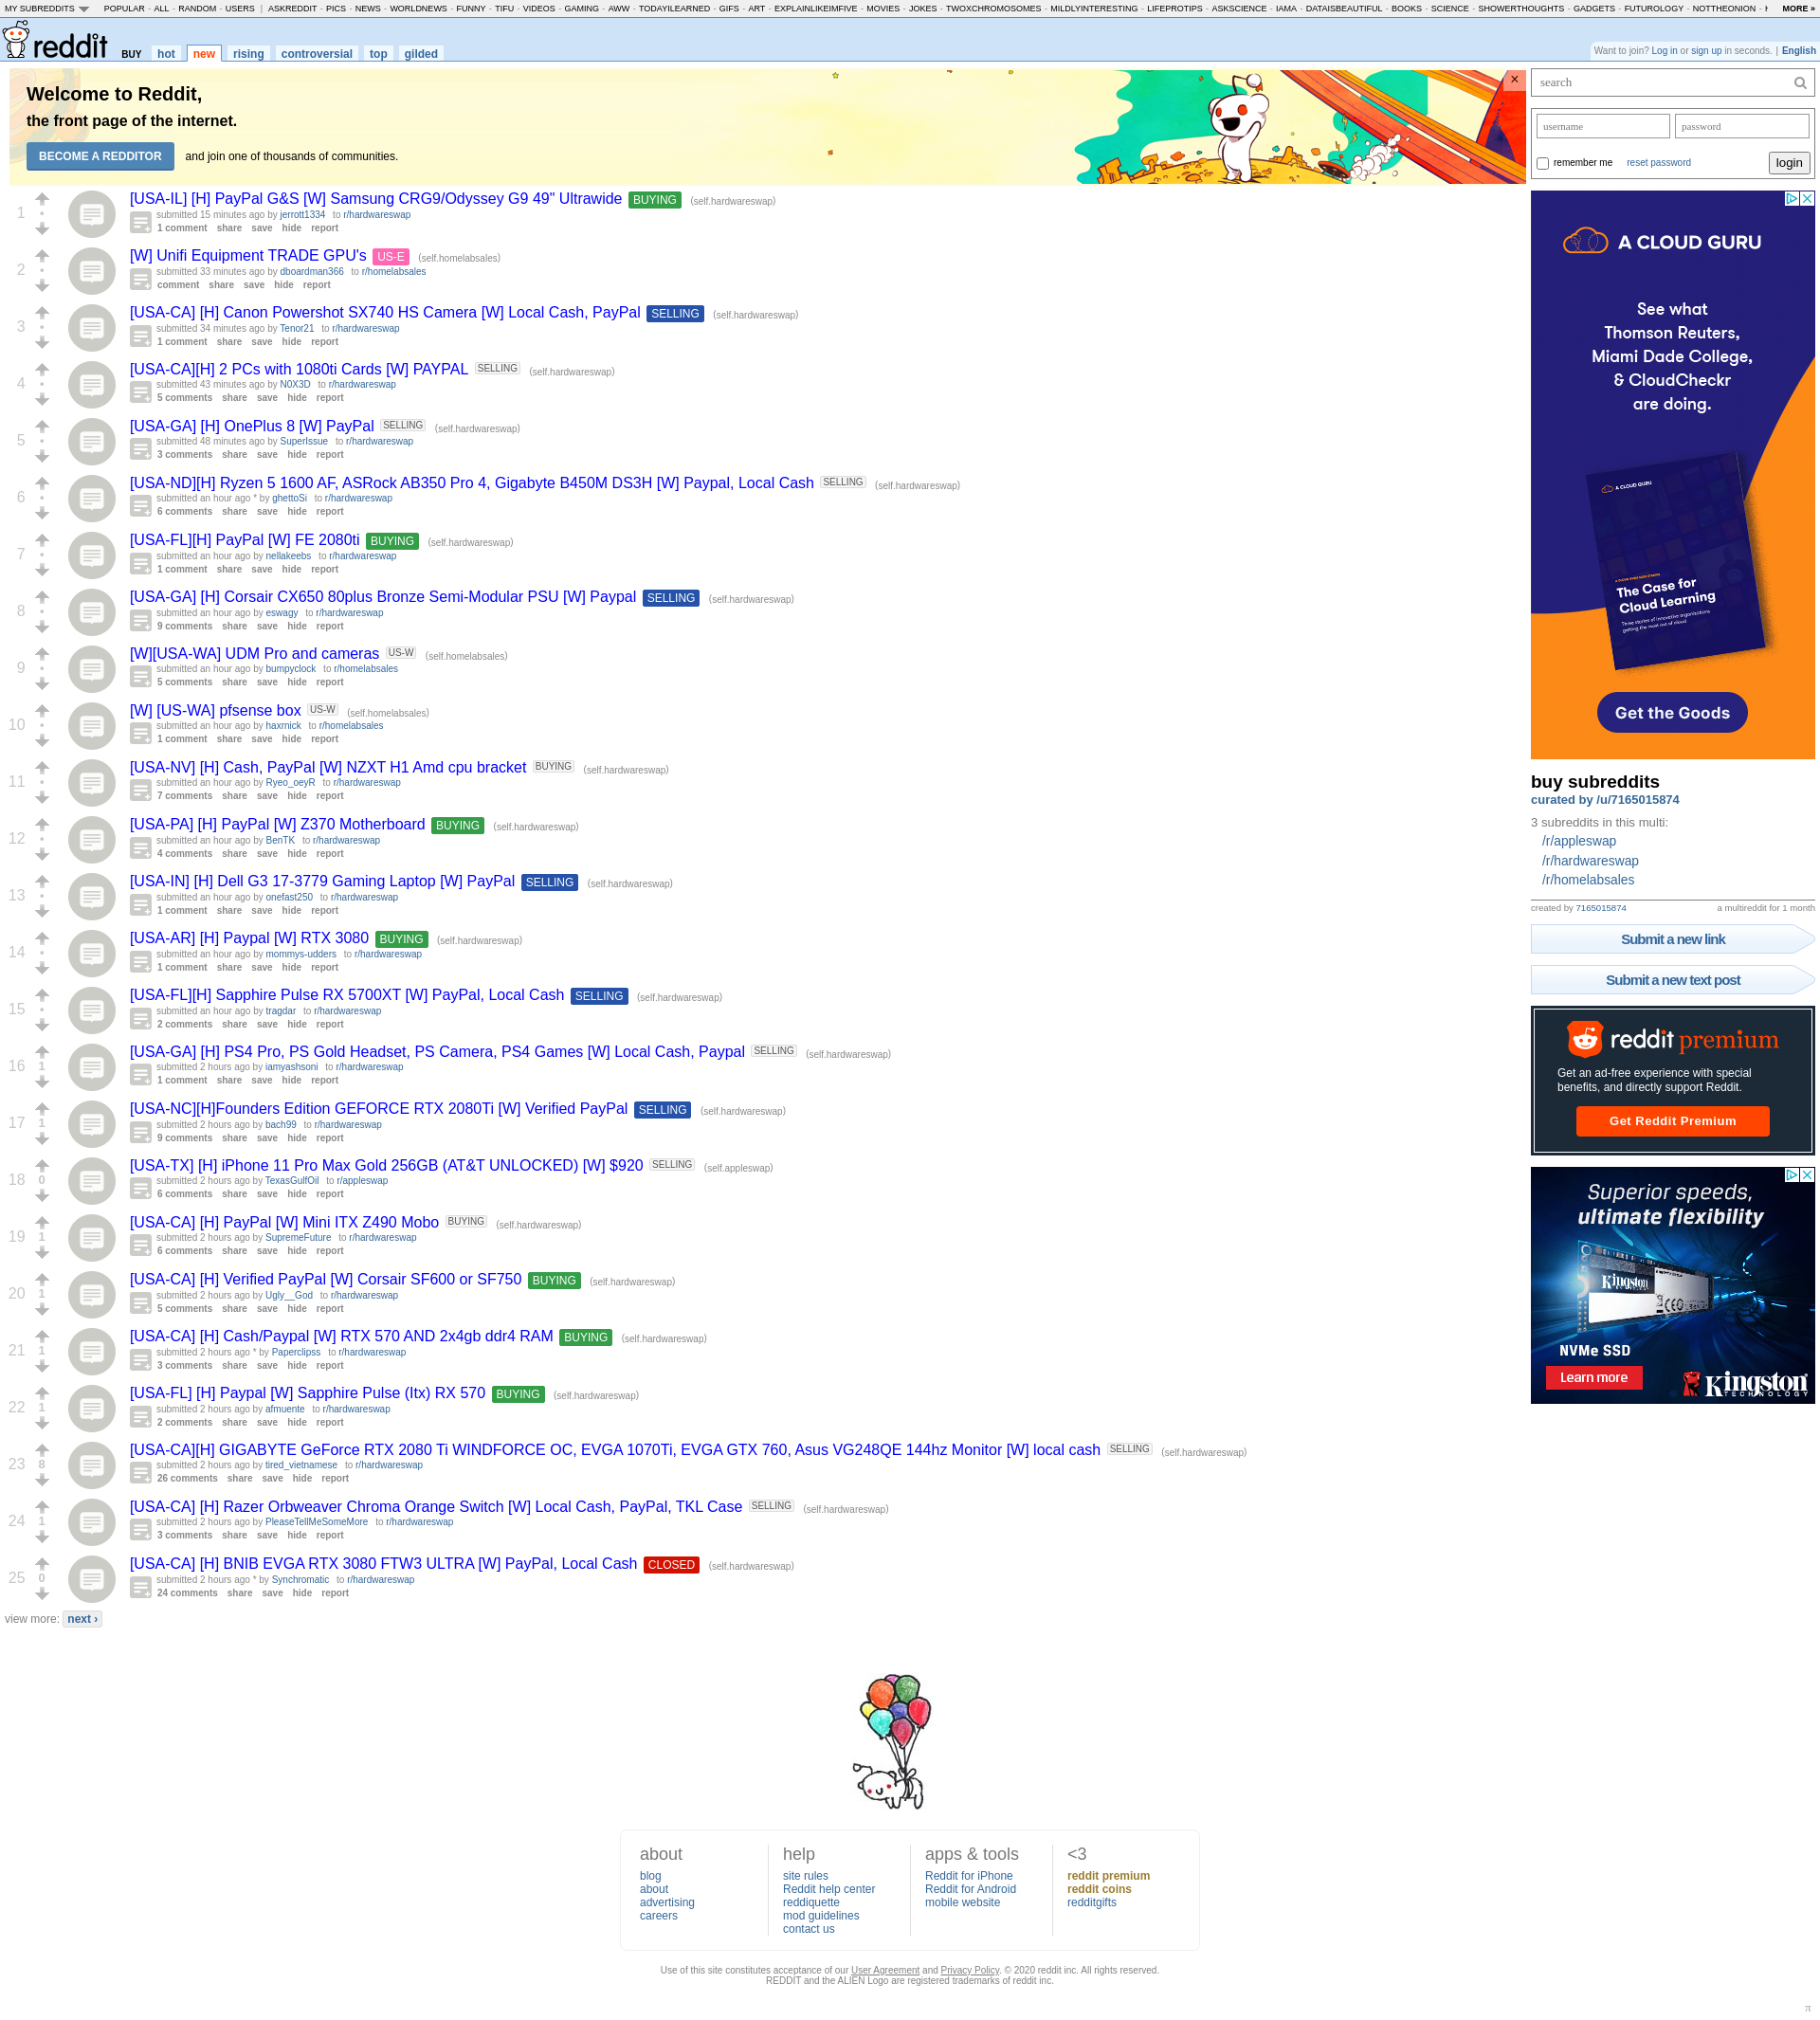 MY SUBREDDITS POPULAR - ALL - RANDOM - USERS | ASKREDDIT - PICS - NEWS - WORLDNEWS - FUNNY - TIFU - VIDEOS - GAMING - AWW - TODAYILEARNED - GIFS - ART - EXPLAINLIKEIMFIVE - MOVIES - JOKES - TWOXCHROMOSOMES - MILDLYINTERESTING - LIFEPROTIPS - ASKSCIENCE - IAMA - DATAISBEAUTIFUL - BOOKS - SCIENCE - SHOWERTHOUGHTS - GADGETS - FUTUROLOGY - NOTTHEONION - MORE »
reddit BUY hot new rising controversial top gilded
Want to join? Log in or sign up in seconds. | English
Welcome to Reddit,
the front page of the internet.
BECOME A REDDITOR and join one of thousands of communities.
×
1
[USA-IL] [H] PayPal G&S [W] Samsung CRG9/Odyssey G9 49" Ultrawide BUYING (self.hardwareswap)
submitted 15 minutes ago by jerrott1334 to r/hardwareswap
1 comment share save hide report
2
[W] Unifi Equipment TRADE GPU's US-E (self.homelabsales)
submitted 33 minutes ago by dboardman366 to r/homelabsales
comment share save hide report
3
[USA-CA] [H] Canon Powershot SX740 HS Camera [W] Local Cash, PayPal SELLING (self.hardwareswap)
submitted 34 minutes ago by Tenor21 to r/hardwareswap
1 comment share save hide report
4
[USA-CA][H] 2 PCs with 1080ti Cards [W] PAYPAL SELLING (self.hardwareswap)
submitted 43 minutes ago by N0X3D to r/hardwareswap
5 comments share save hide report
5
[USA-GA] [H] OnePlus 8 [W] PayPal SELLING (self.hardwareswap)
submitted 48 minutes ago by SuperIssue to r/hardwareswap
3 comments share save hide report
6
[USA-ND][H] Ryzen 5 1600 AF, ASRock AB350 Pro 4, Gigabyte B450M DS3H [W] Paypal, Local Cash SELLING (self.hardwareswap)
submitted an hour ago * by ghettoSi to r/hardwareswap
6 comments share save hide report
7
[USA-FL][H] PayPal [W] FE 2080ti BUYING (self.hardwareswap)
submitted an hour ago by nellakeebs to r/hardwareswap
1 comment share save hide report
8
[USA-GA] [H] Corsair CX650 80plus Bronze Semi-Modular PSU [W] Paypal SELLING (self.hardwareswap)
submitted an hour ago by eswagy to r/hardwareswap
9 comments share save hide report
9
[W][USA-WA] UDM Pro and cameras US-W (self.homelabsales)
submitted an hour ago by bumpyclock to r/homelabsales
5 comments share save hide report
10
[W] [US-WA] pfsense box US-W (self.homelabsales)
submitted an hour ago by haxrnick to r/homelabsales
1 comment share save hide report
11
[USA-NV] [H] Cash, PayPal [W] NZXT H1 Amd cpu bracket BUYING (self.hardwareswap)
submitted an hour ago by Ryeo_oeyR to r/hardwareswap
7 comments share save hide report
12
[USA-PA] [H] PayPal [W] Z370 Motherboard BUYING (self.hardwareswap)
submitted an hour ago by BenTK to r/hardwareswap
4 comments share save hide report
13
[USA-IN] [H] Dell G3 17-3779 Gaming Laptop [W] PayPal SELLING (self.hardwareswap)
submitted an hour ago by onefast250 to r/hardwareswap
1 comment share save hide report
14
[USA-AR] [H] Paypal [W] RTX 3080 BUYING (self.hardwareswap)
submitted an hour ago by mommys-udders to r/hardwareswap
1 comment share save hide report
15
[USA-FL][H] Sapphire Pulse RX 5700XT [W] PayPal, Local Cash SELLING (self.hardwareswap)
submitted an hour ago by tragdar to r/hardwareswap
2 comments share save hide report
16 1
[USA-GA] [H] PS4 Pro, PS Gold Headset, PS Camera, PS4 Games [W] Local Cash, Paypal SELLING (self.hardwareswap)
submitted 2 hours ago by iamyashsoni to r/hardwareswap
1 comment share save hide report
17 1
[USA-NC][H]Founders Edition GEFORCE RTX 2080Ti [W] Verified PayPal SELLING (self.hardwareswap)
submitted 2 hours ago by bach99 to r/hardwareswap
9 comments share save hide report
18 0
[USA-TX] [H] iPhone 11 Pro Max Gold 256GB (AT&T UNLOCKED) [W] $920 SELLING (self.appleswap)
submitted 2 hours ago by TexasGulfOil to r/appleswap
6 comments share save hide report
19 1
[USA-CA] [H] PayPal [W] Mini ITX Z490 Mobo BUYING (self.hardwareswap)
submitted 2 hours ago by SupremeFuture to r/hardwareswap
6 comments share save hide report
20 1
[USA-CA] [H] Verified PayPal [W] Corsair SF600 or SF750 BUYING (self.hardwareswap)
submitted 2 hours ago by Ugly__God to r/hardwareswap
5 comments share save hide report
21 1
[USA-CA] [H] Cash/Paypal [W] RTX 570 AND 2x4gb ddr4 RAM BUYING (self.hardwareswap)
submitted 2 hours ago * by Paperclipss to r/hardwareswap
3 comments share save hide report
22 1
[USA-FL] [H] Paypal [W] Sapphire Pulse (Itx) RX 570 BUYING (self.hardwareswap)
submitted 2 hours ago by afmuente to r/hardwareswap
2 comments share save hide report
23 8
[USA-CA][H] GIGABYTE GeForce RTX 2080 Ti WINDFORCE OC, EVGA 1070Ti, EVGA GTX 760, Asus VG248QE 144hz Monitor [W] local cash SELLING (self.hardwareswap)
submitted 2 hours ago by tired_vietnamese to r/hardwareswap
26 comments share save hide report
24 1
[USA-CA] [H] Razer Orbweaver Chroma Orange Switch [W] Local Cash, PayPal, TKL Case SELLING (self.hardwareswap)
submitted 2 hours ago by PleaseTellMeSomeMore to r/hardwareswap
3 comments share save hide report
25 0
[USA-CA] [H] BNIB EVGA RTX 3080 FTW3 ULTRA [W] PayPal, Local Cash CLOSED (self.hardwareswap)
submitted 2 hours ago * by Synchromatic to r/hardwareswap
24 comments share save hide report
view more: next ›
search
username password
remember me reset password login
A CLOUD GURU
See what
Thomson Reuters,
Miami Dade College,
& CloudCheckr
are doing.
A CLOUD GURU
The Case for
Cloud Learning
Get the Goods
buy subreddits
curated by /u/7165015874
3 subreddits in this multi:
/r/appleswap
/r/hardwareswap
/r/homelabsales
created by 7165015874 a multireddit for 1 month
Submit a new link
Submit a new text post
reddit premium
Get an ad-free experience with special
benefits, and directly support Reddit.
Get Reddit Premium
Superior speeds,
ultimate flexibility
Kingston
NVMe SSD
Learn more
Kingston
TECHNOLOGY
about
blog
about
advertising
careers
help
site rules
Reddit help center
reddiquette
mod guidelines
contact us
apps & tools
Reddit for iPhone
Reddit for Android
mobile website
<3
reddit premium
reddit coins
redditgifts
Use of this site constitutes acceptance of our User Agreement and Privacy Policy. © 2020 reddit inc. All rights reserved.
REDDIT and the ALIEN Logo are registered trademarks of reddit inc.
π